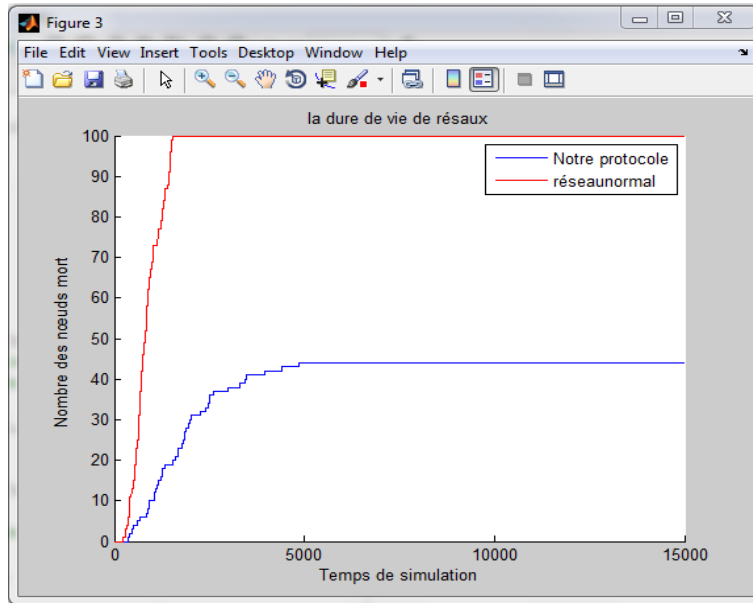 Figure 3
File Edit View Insert Tools Desktop Window Help
la dure de vie de résaux
Notre protocole
réseaunormal
Nombre des nœuds mort
100
90
80
70
60
50
40
30
20
10
0
0 5000 10000 15000
Temps de simulation